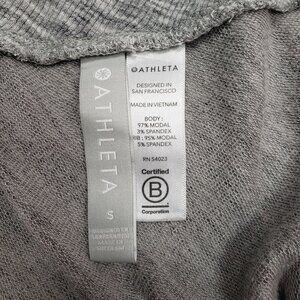 ATHLETA
S
ATHLETA
DESIGNED IN
SAN FRANCISCO
MADE IN VIETNAM
BODY:
97% MODAL
3% SPANDEX
RIB: 95% MODAL
5% SPANDEX
RN 54023
Certified
B
Corporation